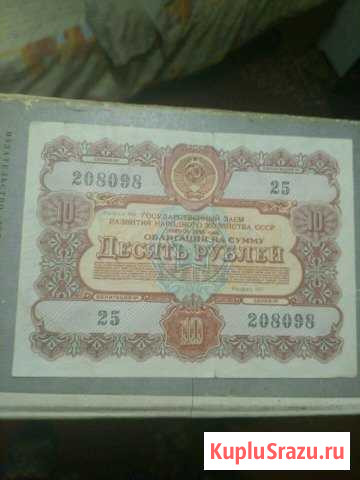 208098
25
ГОСУДАРСТВЕННЫЙ ЗАЕМ
РАЗВИТИЯ НАРОДНОГО ХОЗЯЙСТВА СССР
ОБЛИГАЦИЯ НА СУММУ
10
10
ДЕСЯТЬ РУБЛЕЙ
25
208098
10
ИЗДАТЕЛЬСТВО
KupluSrazu.ru